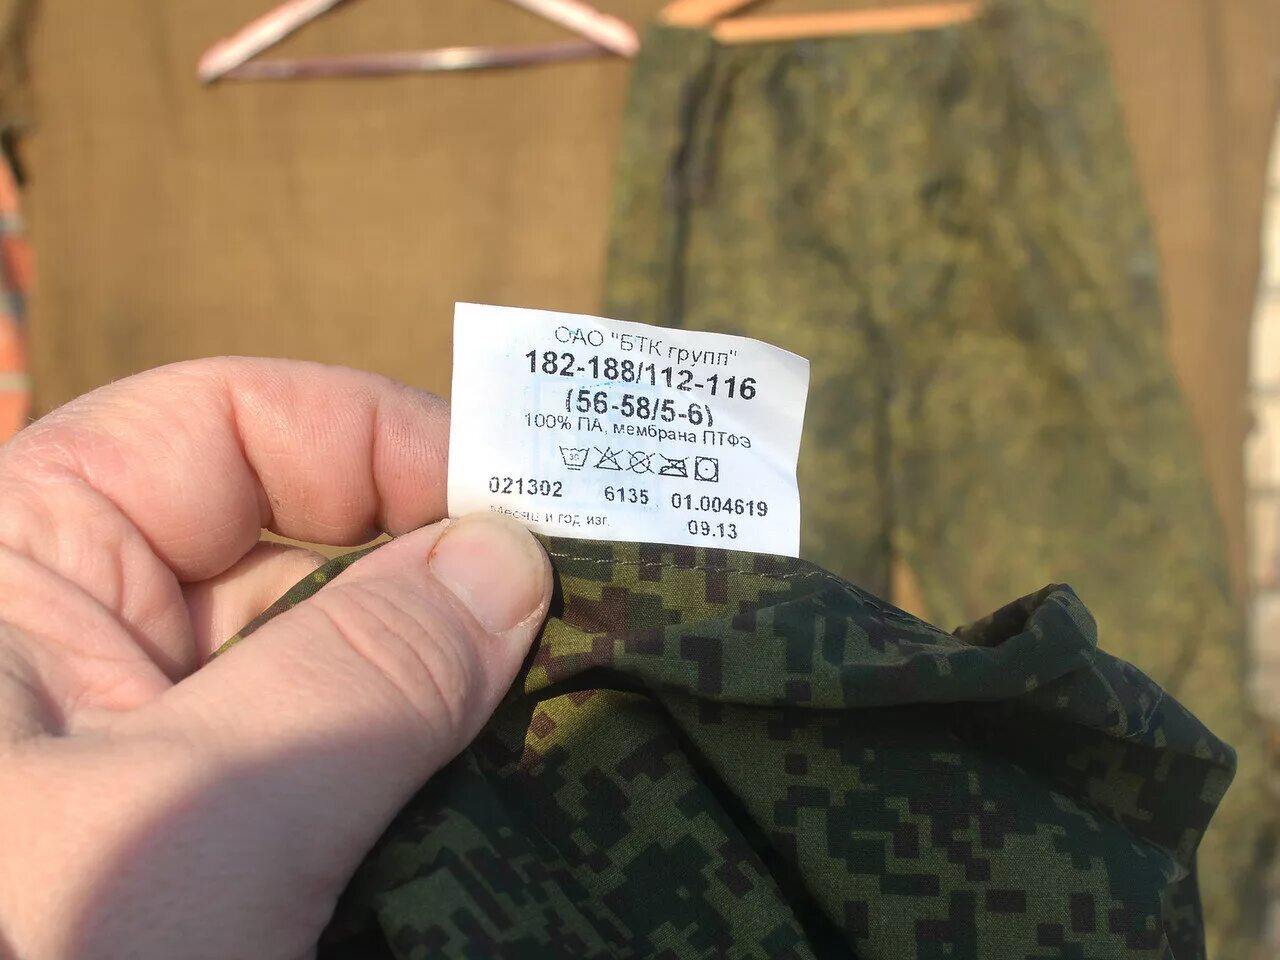 ОАО "БТК групп"
182-188/112-116
(56-58/5-6)
100% ПА, мембрана ПТФЭ
30
021302 6135 01.004619
Месяц и год изг. 09.13